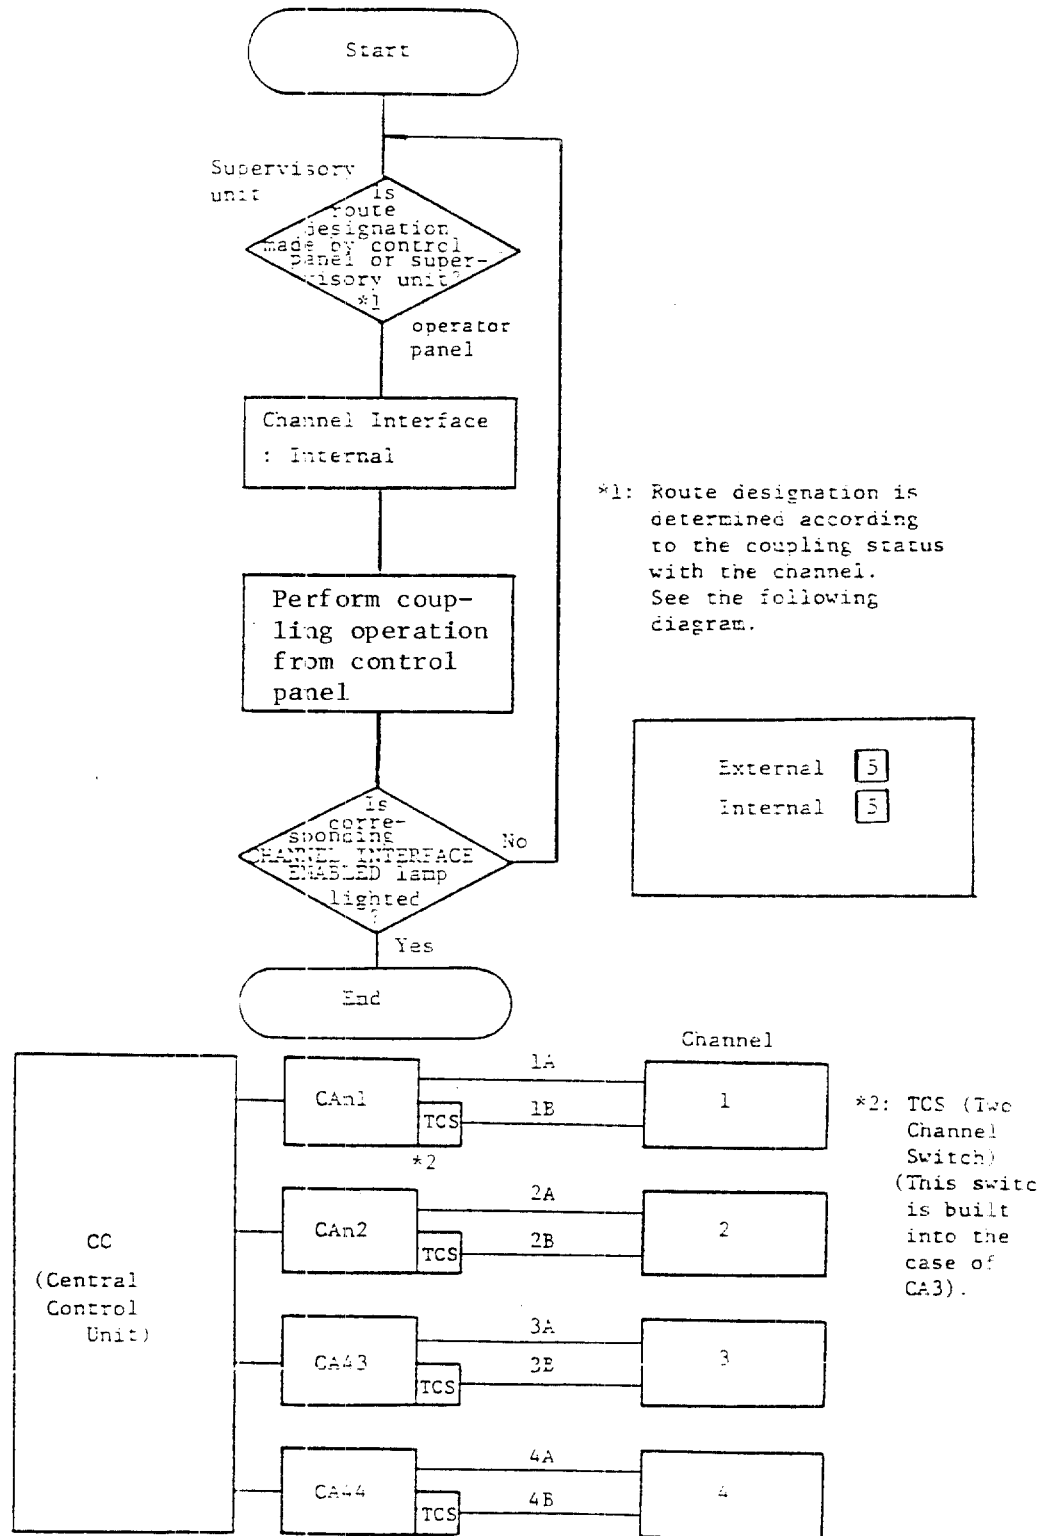 Start
Supervisory
unit
Is
route
designation
made by control
panel or super-
visory unit?
*1
operator
panel
Channel Interface
: Internal
*1: Route designation is
determined according
to the coupling status
with the channel.
See the following
diagram.
Perform coup-
ling operation
from control
panel
External 5
Internal 5
Is
corre-
sponding
CHANNEL INTERFACE
ENABLED lamp
lighted
?
No
Yes
End
Channel
CC
(Central
Control
Unit)
CAn1
TCS
*2
1A
1B
1
CAn2
TCS
2A
2B
2
CA43
TCS
3A
3B
3
CA44
TCS
4A
4B
4
*2: TCS (Two
Channel
Switch)
(This switc
is built
into the
case of
CA3).